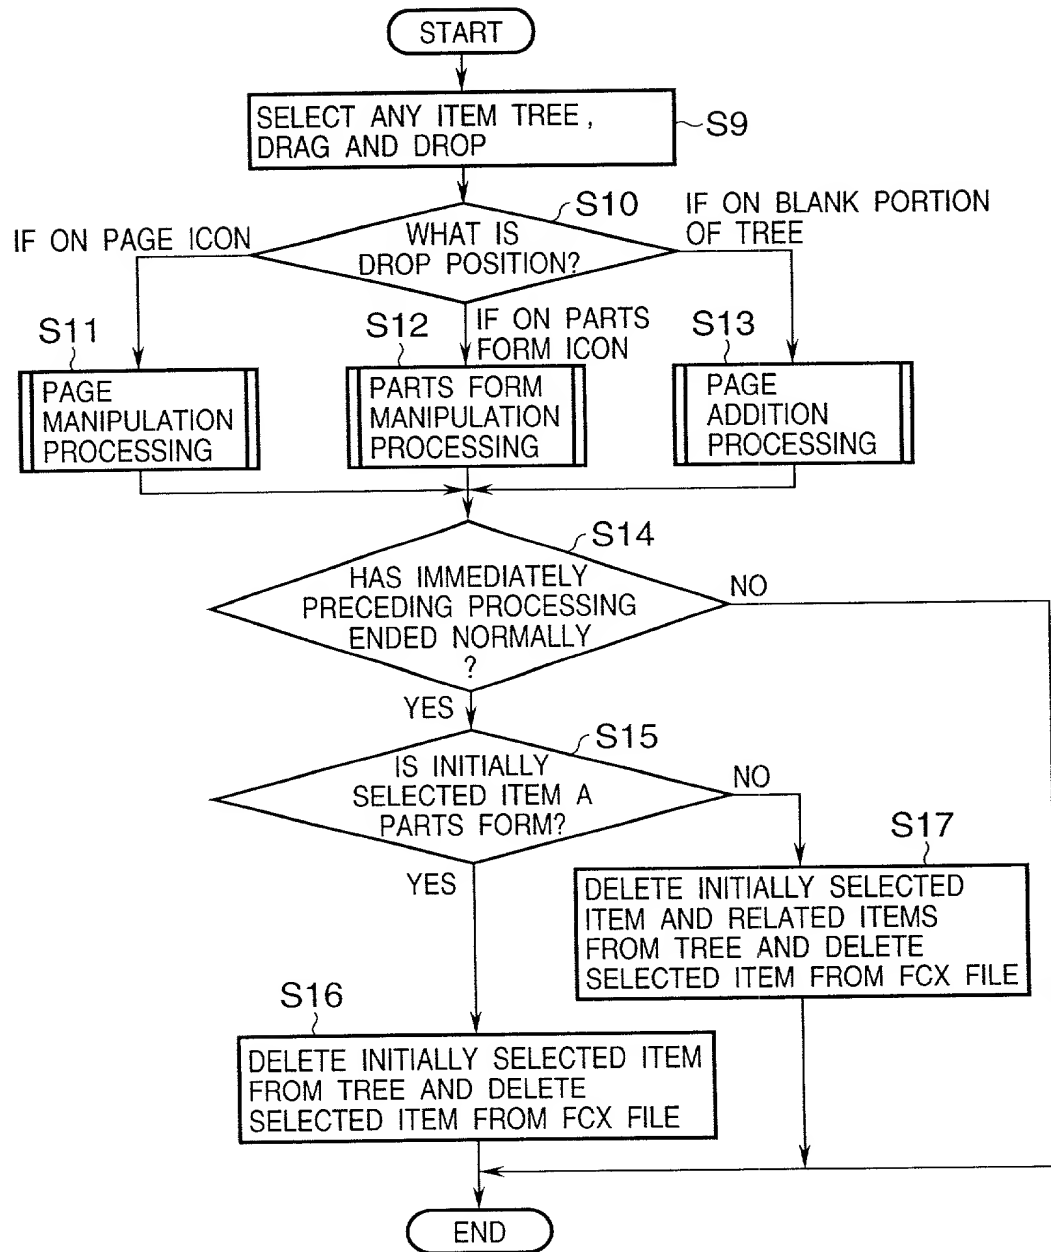 START
SELECT ANY ITEM TREE,
DRAG AND DROP
S9
S10
WHAT IS
DROP POSITION?
IF ON PAGE ICON
IF ON BLANK PORTION
OF TREE
IF ON PARTS
FORM ICON
S11
PAGE
MANIPULATION
PROCESSING
S12
PARTS FORM
MANIPULATION
PROCESSING
S13
PAGE
ADDITION
PROCESSING
S14
HAS IMMEDIATELY
PRECEDING PROCESSING
ENDED NORMALLY
?
NO
YES
S15
IS INITIALLY
SELECTED ITEM A
PARTS FORM?
NO
YES
S17
DELETE INITIALLY SELECTED
ITEM AND RELATED ITEMS
FROM TREE AND DELETE
SELECTED ITEM FROM FCX FILE
S16
DELETE INITIALLY SELECTED ITEM
FROM TREE AND DELETE
SELECTED ITEM FROM FCX FILE
END